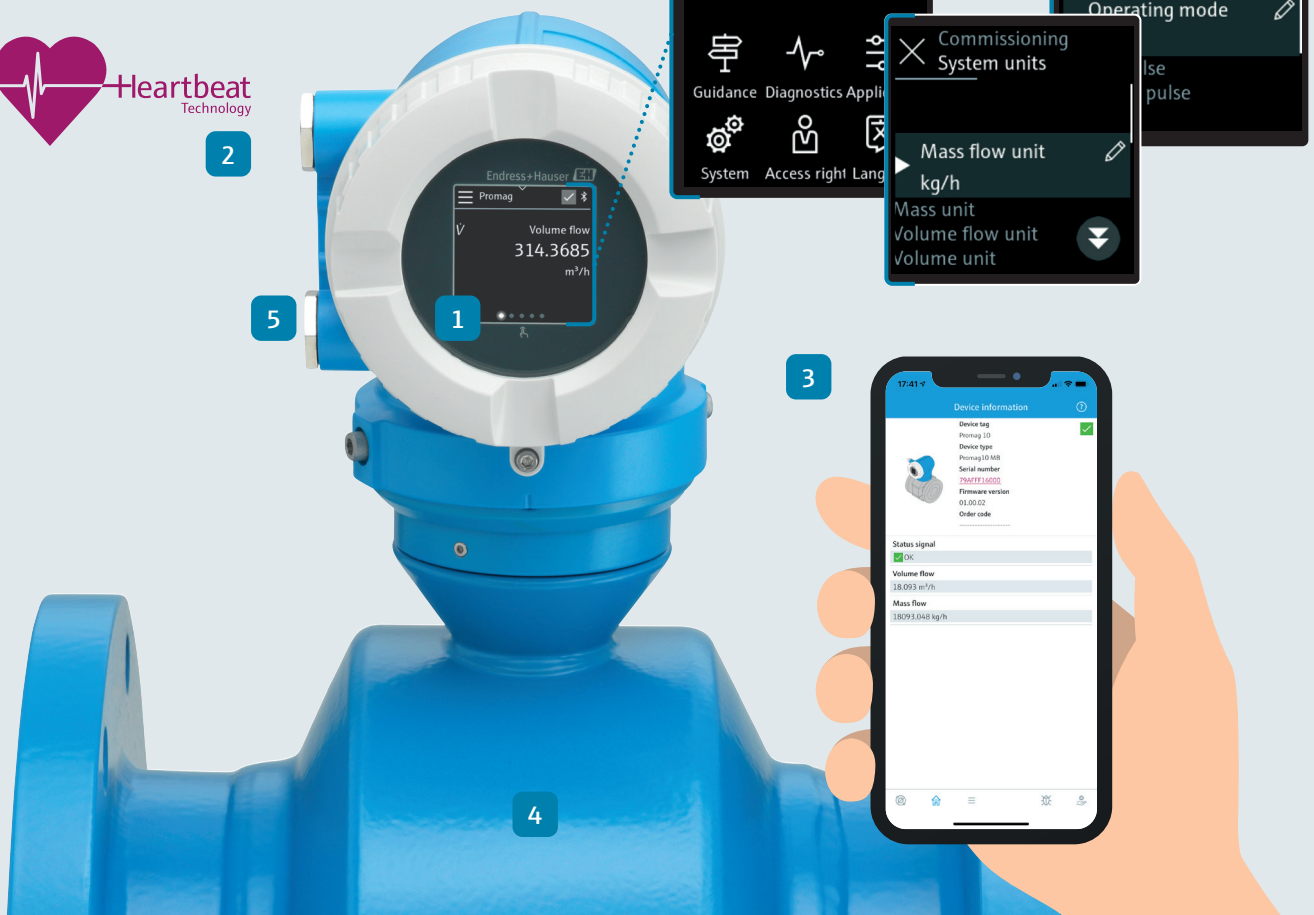 Heartbeat
Technology
2
5
1
3
4
Endress+Hauser
Promag
V̇
Volume flow
314.3685
m³/h
Guidance Diagnostics
System Access right
Commissioning
System units
Mass flow unit
kg/h
Mass unit
Volume flow unit
Volume unit
Operating mode
pulse
17:41
Device information
Device tag
Promag 10
Device type
Promag10 MB
Serial number
79AFFF16000
Firmware version
01.00.02
Order code
Status signal
OK
Volume flow
18.093 m³/h
Mass flow
18093.048 kg/h